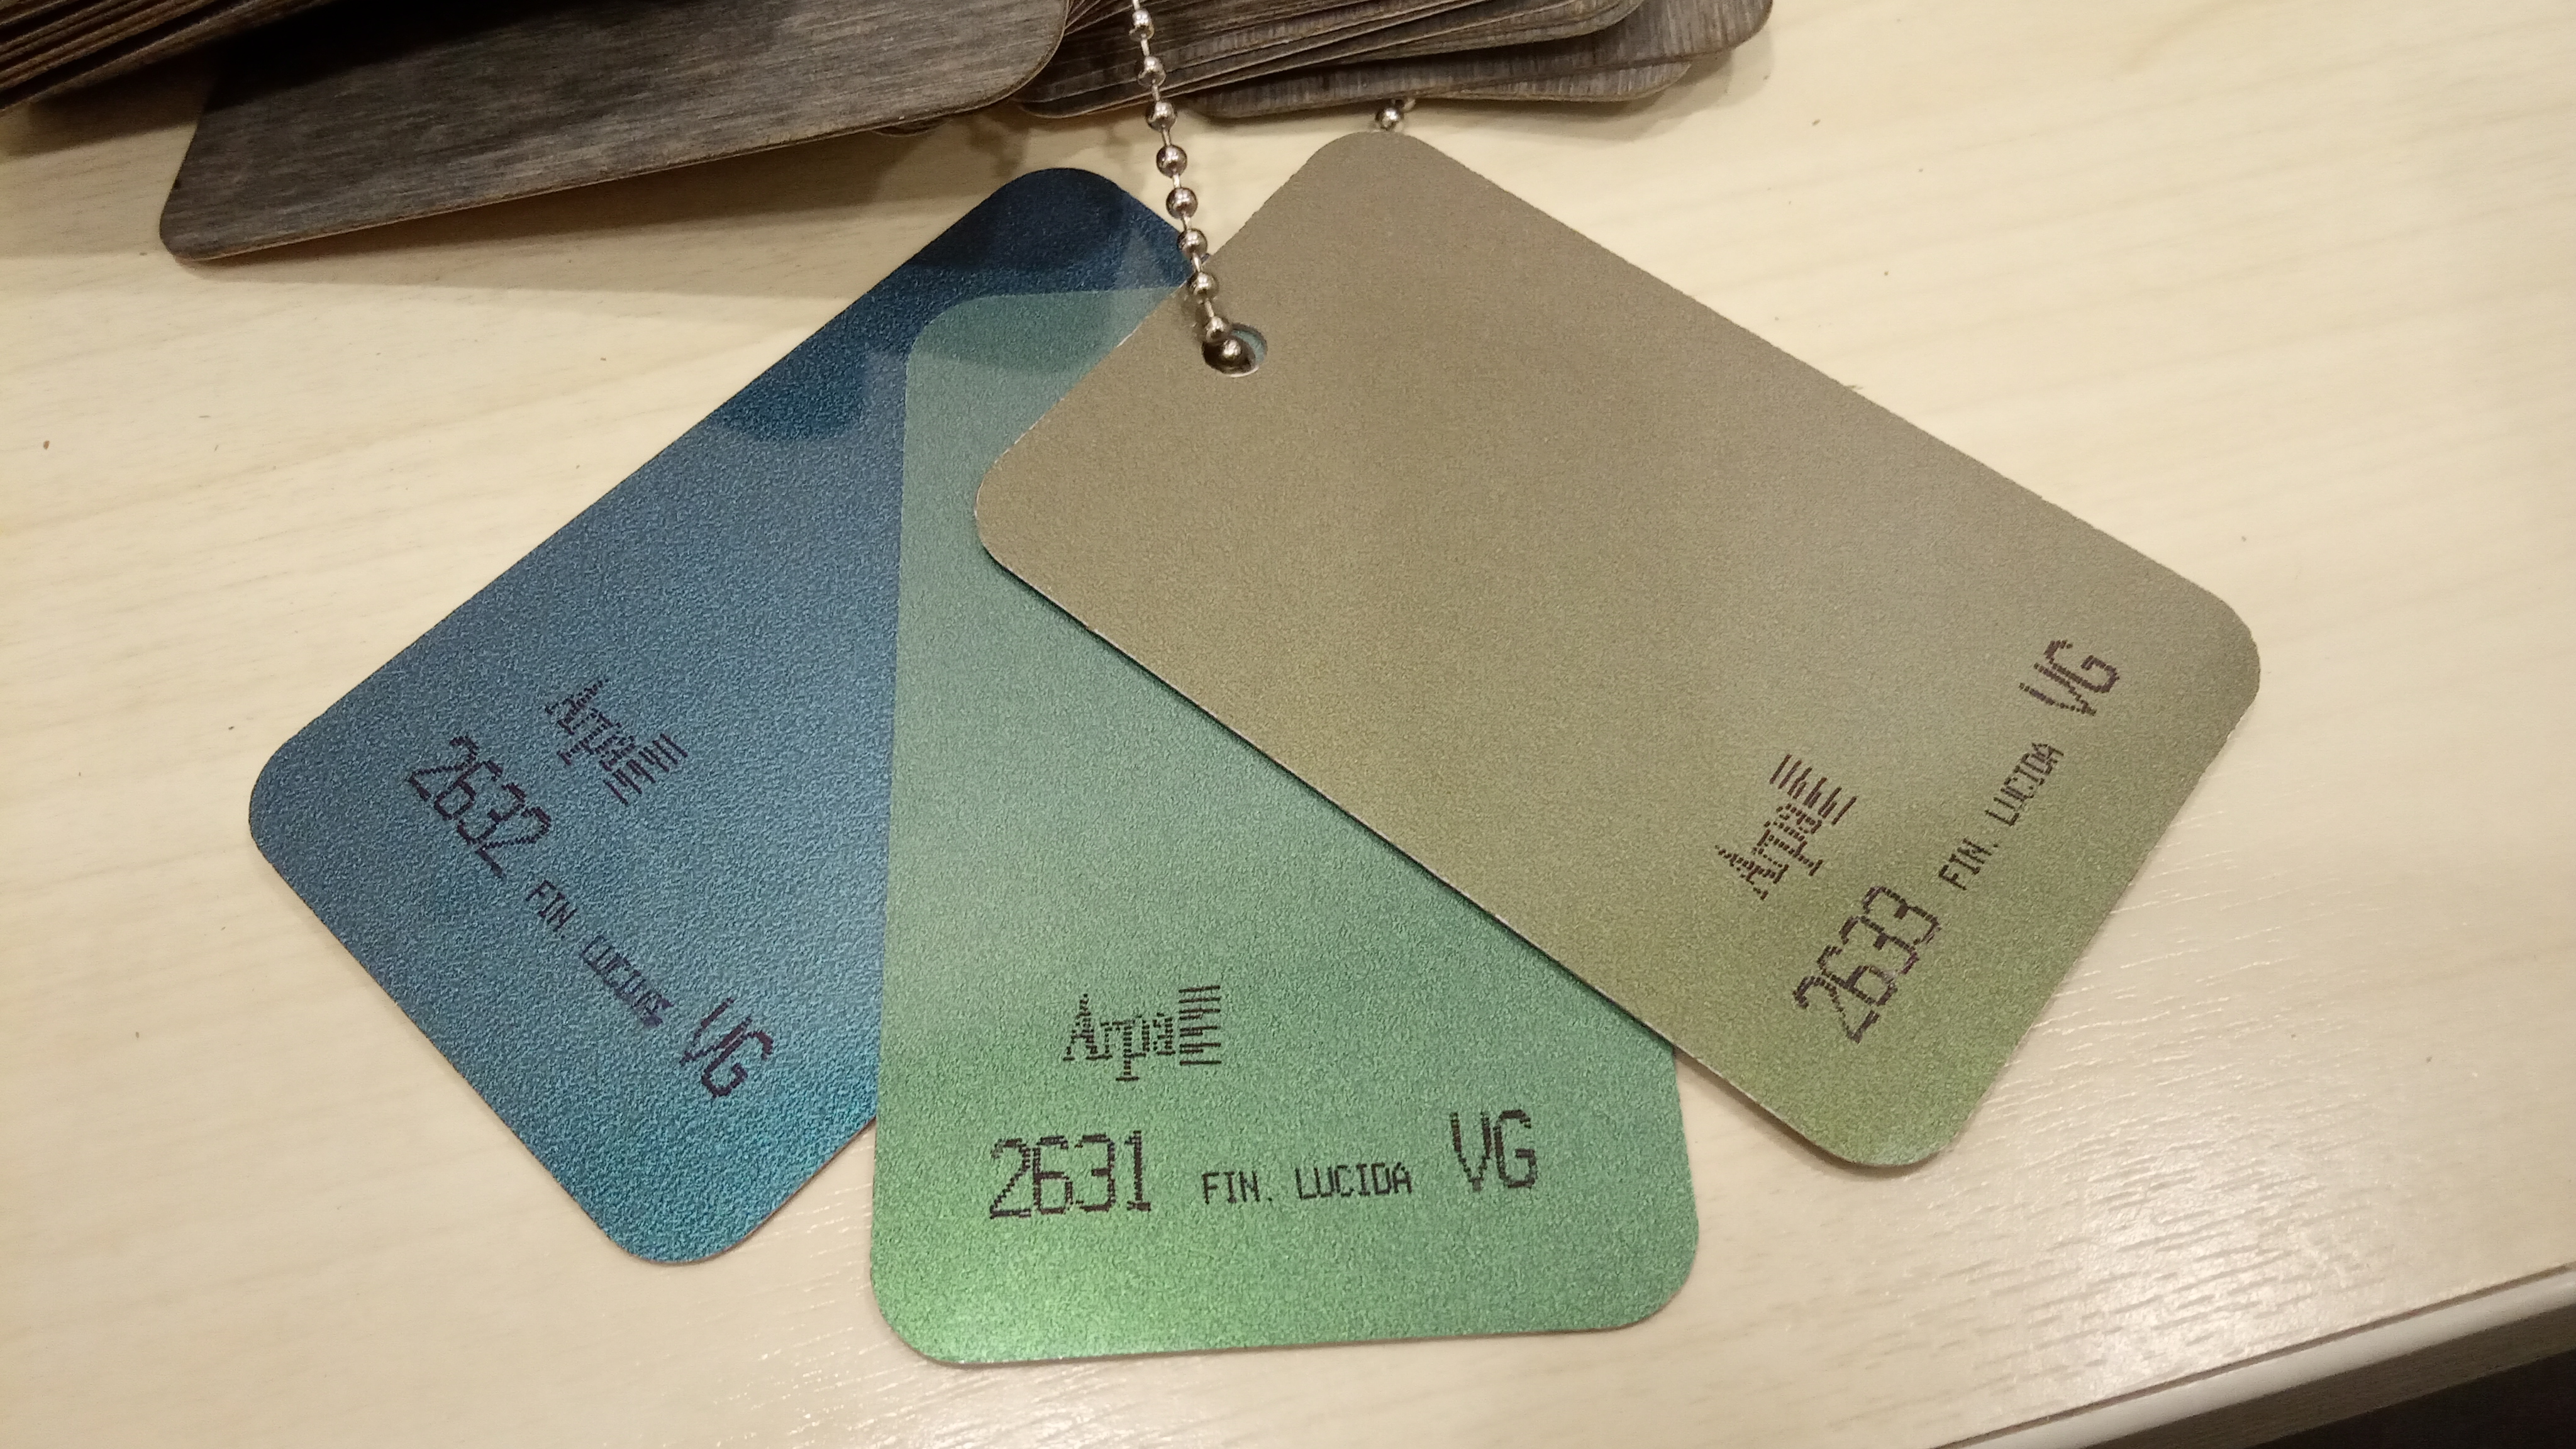 Arpa
2632 FIN. LUCIDA VG
Arpa
2631 FIN. LUCIDA VG
Arpa
2633 FIN. LUCIDA VG